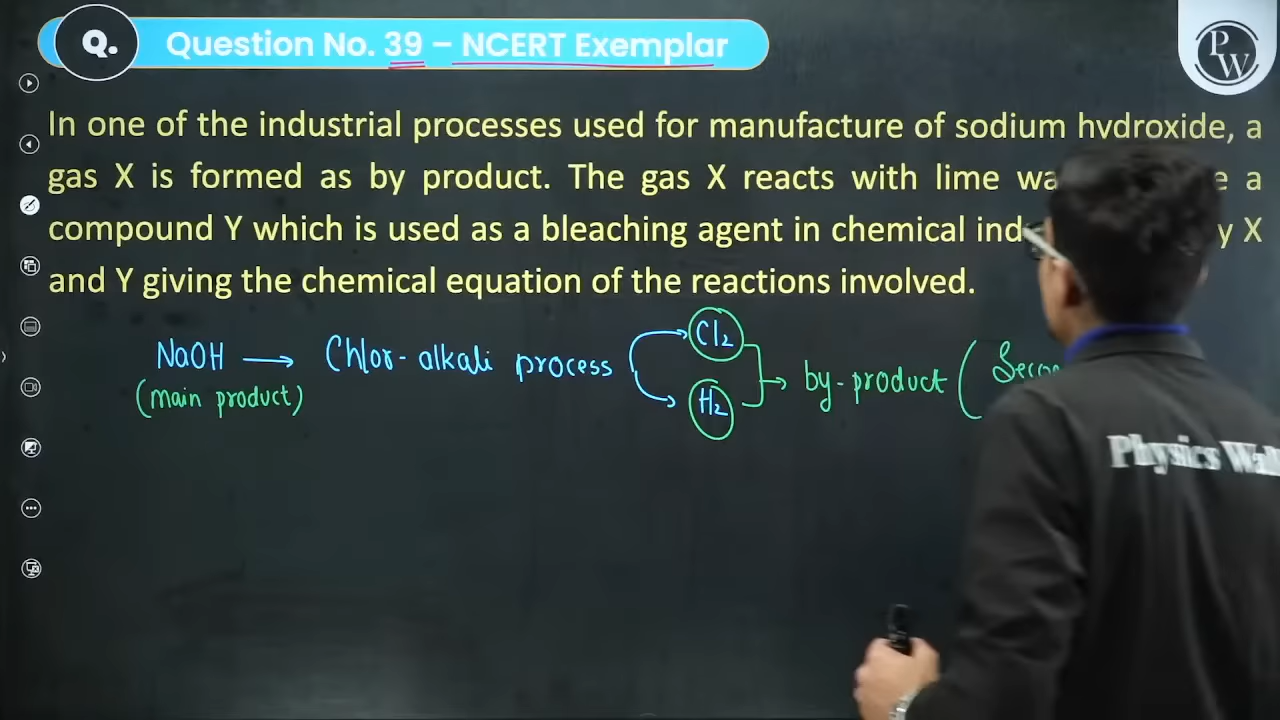 Q.
Question No. 39 – NCERT Exemplar
PW
In one of the industrial processes used for manufacture of sodium hydroxide, a
gas X is formed as by product. The gas X reacts with lime e a
compound Y which is used as a bleaching agent in chemical y X
and Y giving the chemical equation of the reactions involved.
NaOH → Chlor-alkali process
Cl₂
H₂
by-product (
(main product)
Physics